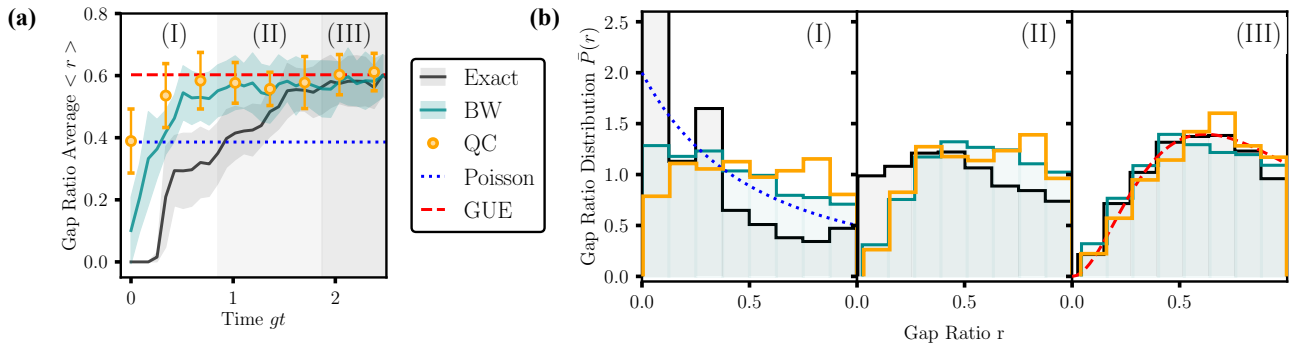 (a)
Gap Ratio Average < r >
0.8
0.6
0.4
0.2
0.0
(I)
(II)
(III)
0
1
2
Time gt
Exact
BW
QC
Poisson
GUE
(b)
Gap Ratio Distribution P̄(r)
2.5
2.0
1.5
1.0
0.5
0.0
(I)
(II)
(III)
0.0
0.5
0.0
0.5
0.0
0.5
Gap Ratio r